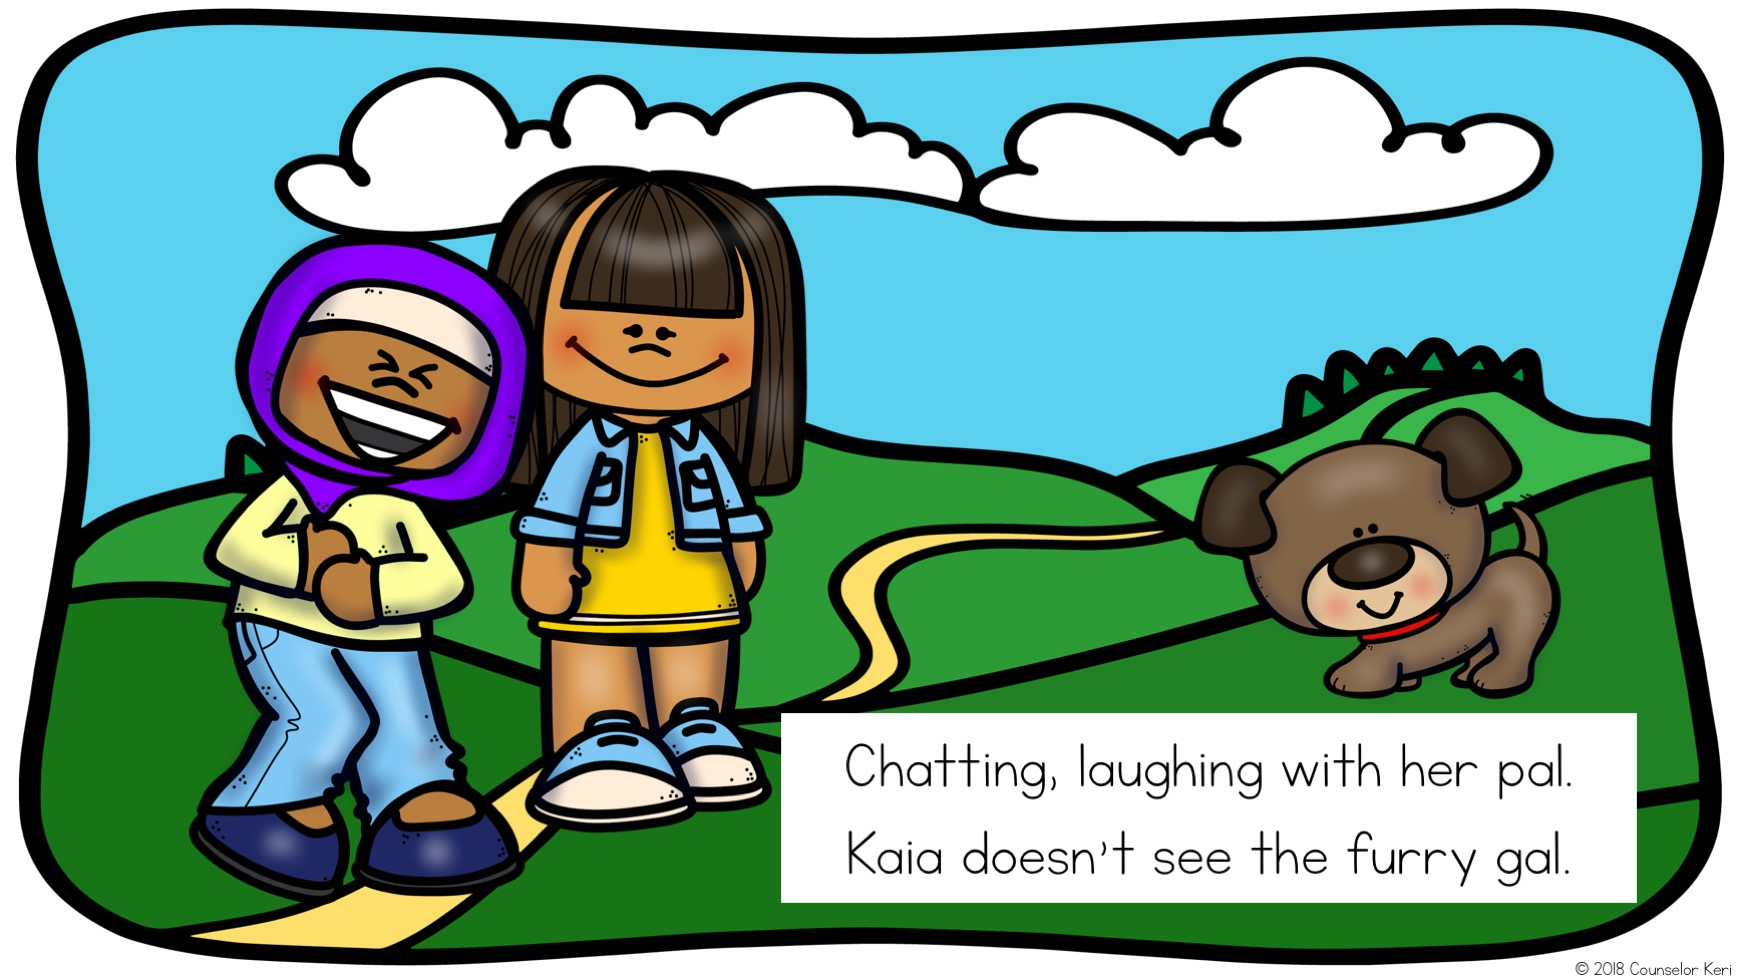 Chatting, laughing with her pal.
Kaia doesn't see the furry gal.
© 2018 Counselor Keri